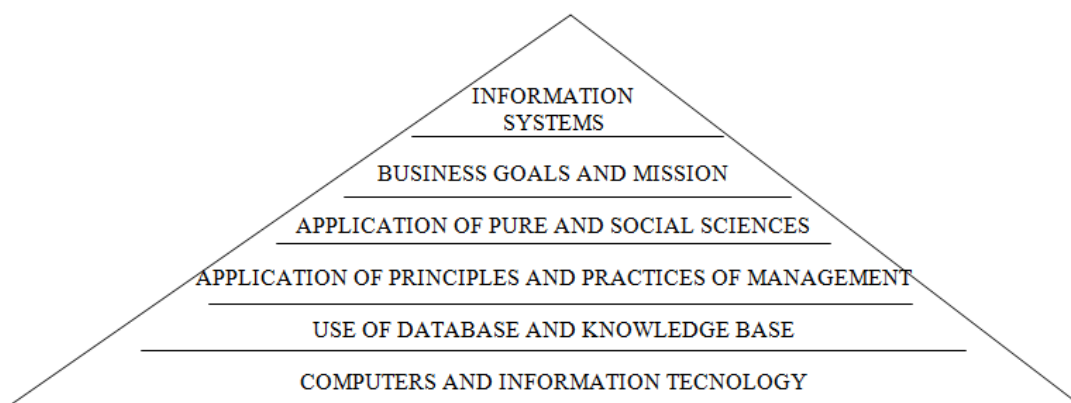 INFORMATION
SYSTEMS
BUSINESS GOALS AND MISSION
APPLICATION OF PURE AND SOCIAL SCIENCES
APPLICATION OF PRINCIPLES AND PRACTICES OF MANAGEMENT
USE OF DATABASE AND KNOWLEDGE BASE
COMPUTERS AND INFORMATION TECNOLOGY